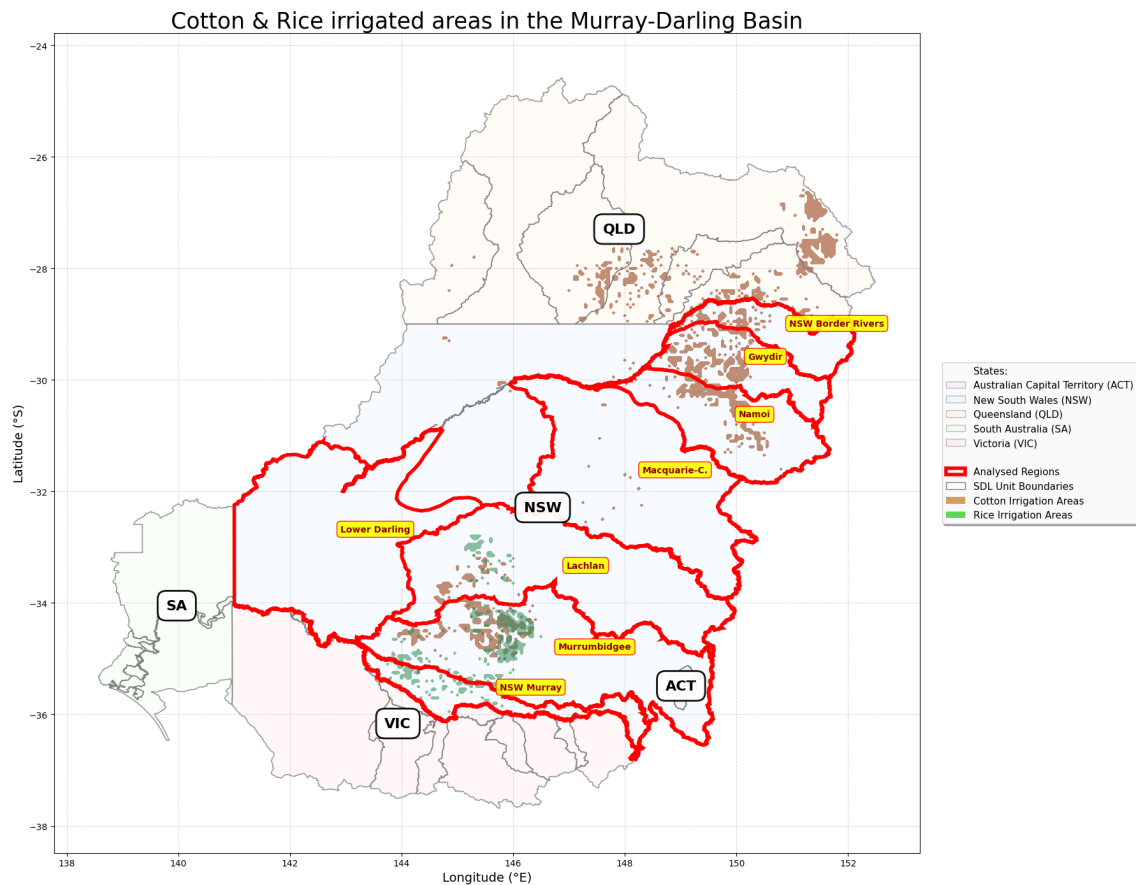 Cotton & Rice irrigated areas in the Murray-Darling Basin
−24
−26
−28
−30
−32
−34
−36
−38
Latitude (°S)
138
140
142
144
146
148
150
152
Longitude (°E)
QLD
NSW Border Rivers
Gwydir
Namoi
Macquarie-C.
NSW
Lower Darling
Lachlan
SA
Murrumbidgee
NSW Murray
ACT
VIC
States:
Australian Capital Territory (ACT)
New South Wales (NSW)
Queensland (QLD)
South Australia (SA)
Victoria (VIC)
Analysed Regions
SDL Unit Boundaries
Cotton Irrigation Areas
Rice Irrigation Areas